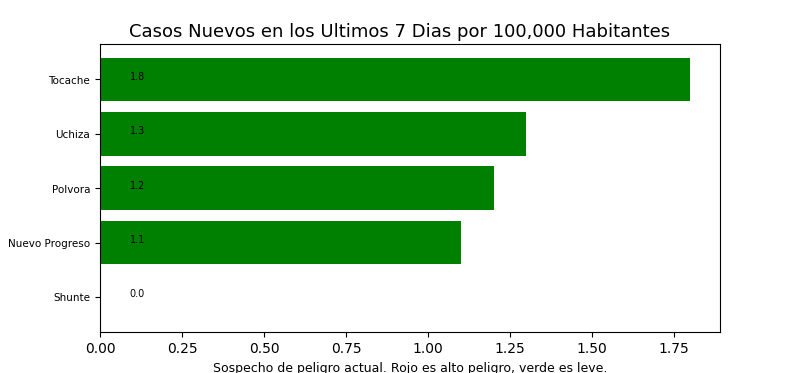 Casos Nuevos en los Ultimos 7 Dias por 100,000 Habitantes
Tocache 1.8
Uchiza 1.3
Polvora 1.2
Nuevo Progreso 1.1
Shunte 0.0
0.00 0.25 0.50 0.75 1.00 1.25 1.50 1.75
Sospecho de peligro actual. Rojo es alto peligro, verde es leve.